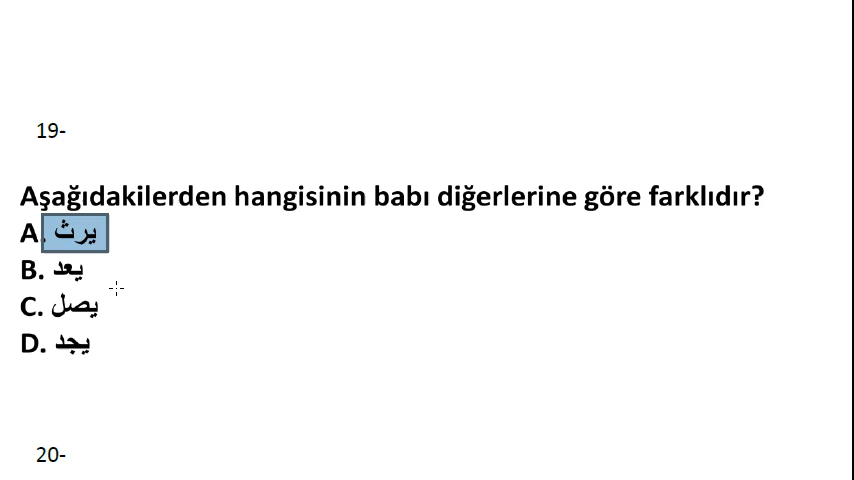 19-
Aşağıdakilerden hangisinin babı diğerlerine göre farklıdır?
A. يرث
B. يعد
C. يصل
D. يجد
20-